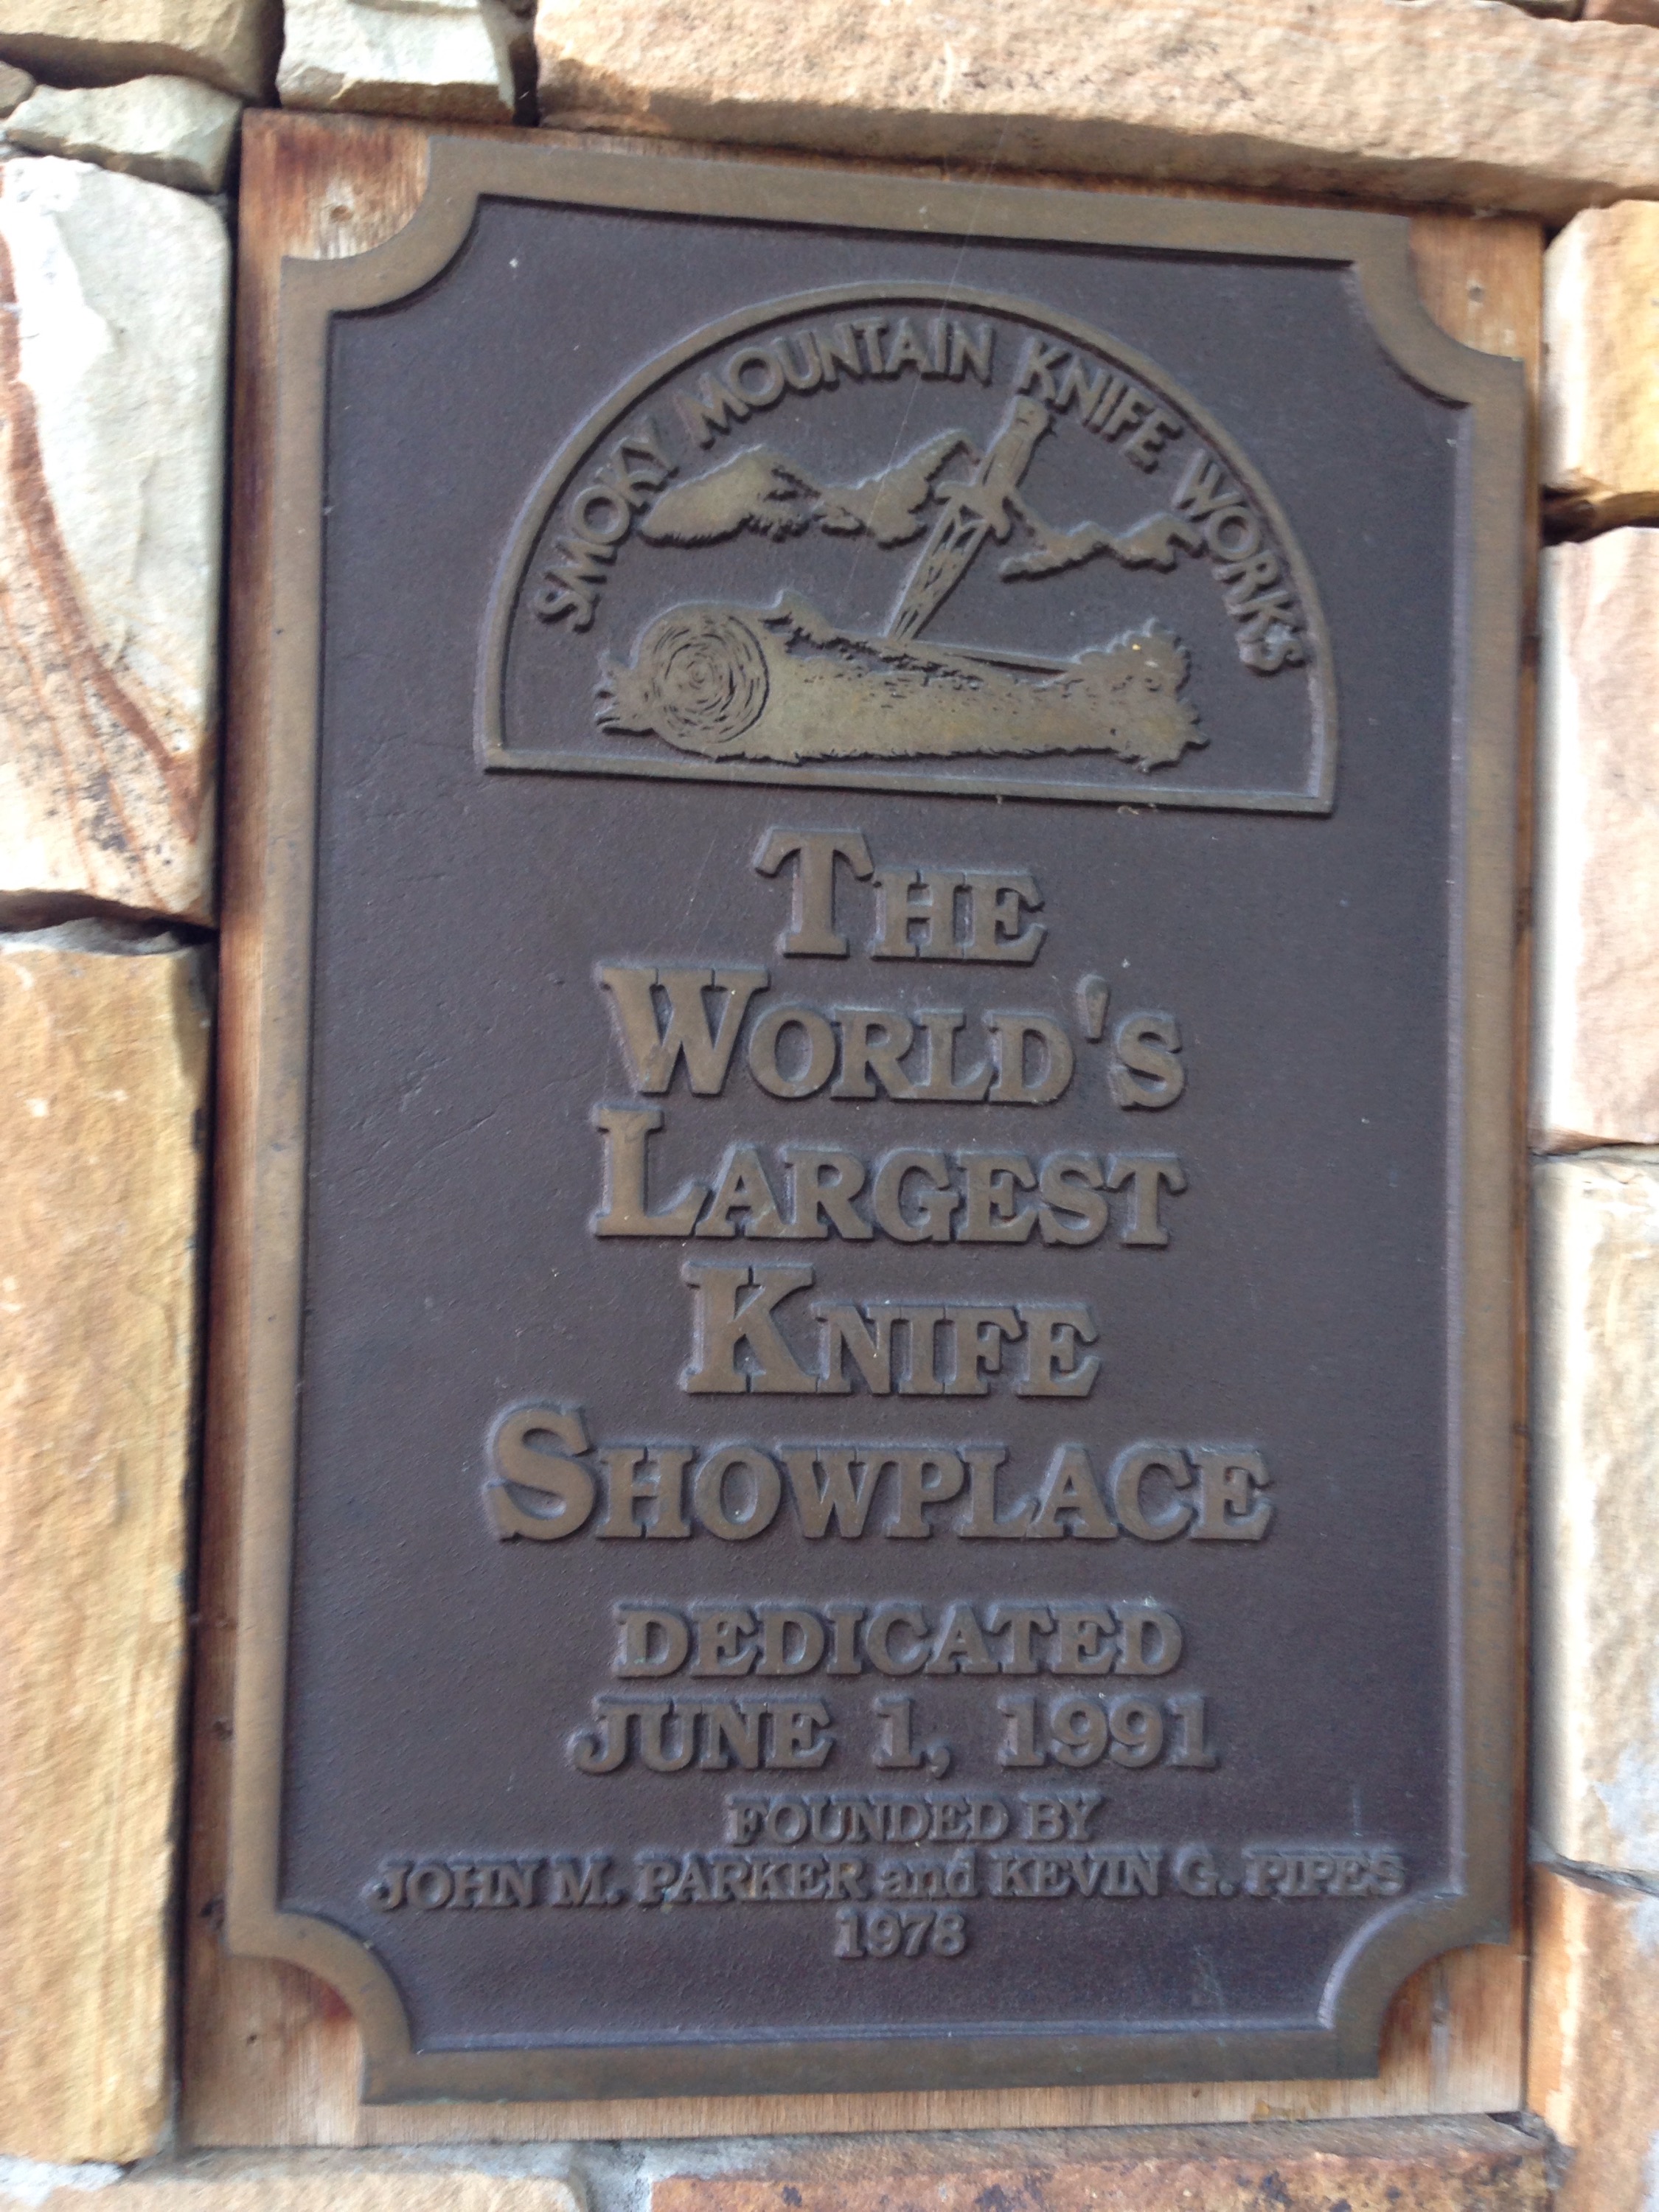 SMOKY MOUNTAIN KNIFE WORKS
THE
WORLD'S
LARGEST
KNIFE
SHOWPLACE
DEDICATED
JUNE 1, 1991
FOUNDED BY
JOHN M. PARKER and KEVIN G. PIPES
1978